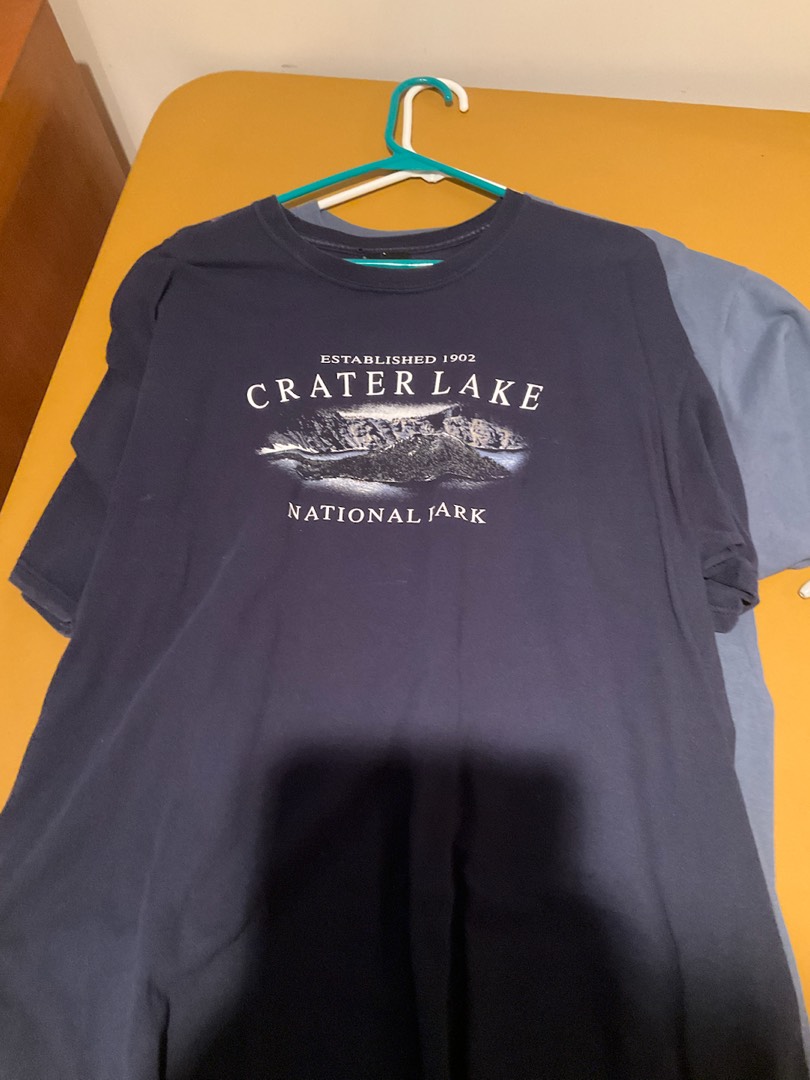 ESTABLISHED 1902
CRATER LAKE
NATIONAL PARK